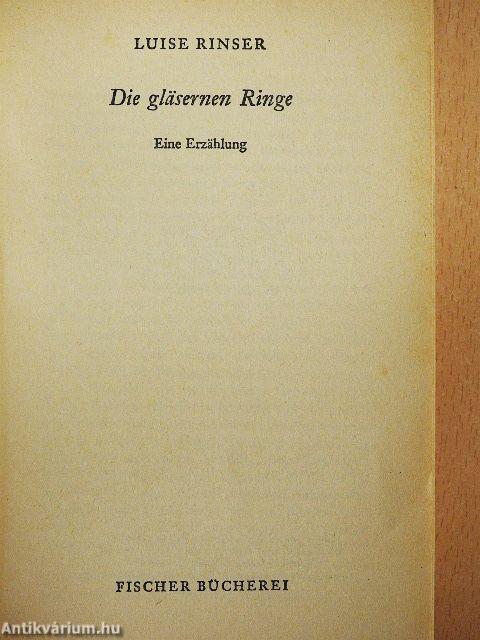 LUISE RINSER
Die gläsernen Ringe
Eine Erzählung
FISCHER BÜCHEREI
Antikvárium.hu